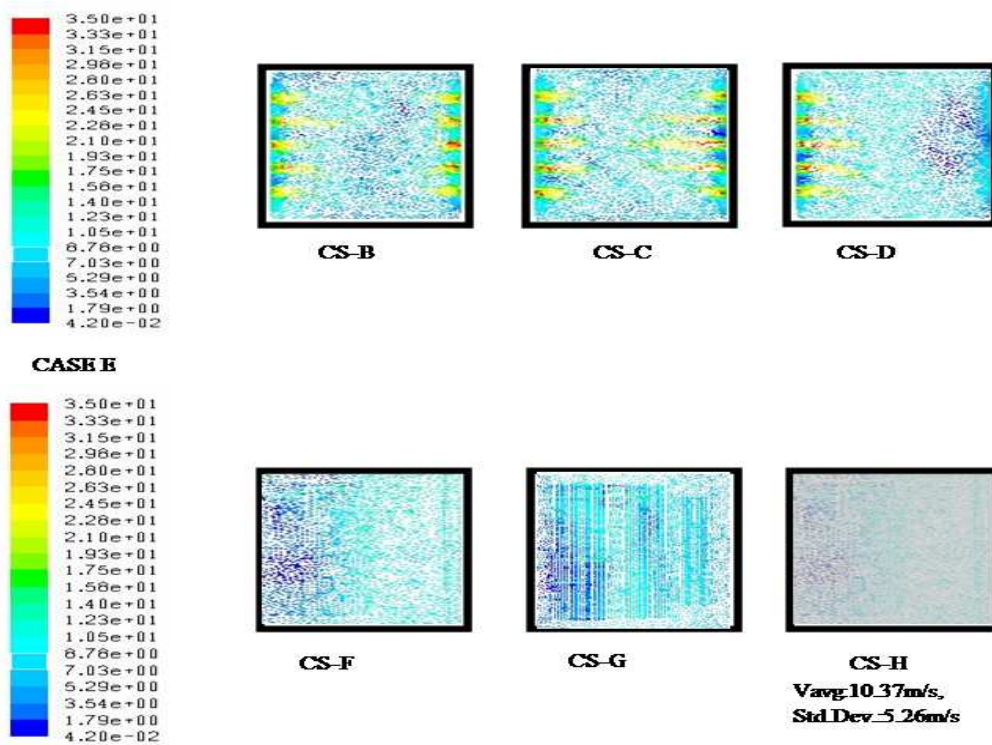 3.50e+01
3.33e+01
3.15e+01
2.98e+01
2.80e+01
2.63e+01
2.45e+01
2.28e+01
2.10e+01
1.93e+01
1.75e+01
1.58e+01
1.40e+01
1.23e+01
1.05e+01
8.78e+00
7.03e+00
5.29e+00
3.54e+00
1.79e+00
4.20e-02
CS-B
CS-C
CS-D
CASE E
3.50e+01
3.33e+01
3.15e+01
2.98e+01
2.80e+01
2.63e+01
2.45e+01
2.28e+01
2.10e+01
1.93e+01
1.75e+01
1.58e+01
1.40e+01
1.23e+01
1.05e+01
8.78e+00
7.03e+00
5.29e+00
3.54e+00
1.79e+00
4.20e-02
CS-F
CS-G
CS-H
Vavg:10.37m/s,
Std.Dev.:5.26m/s